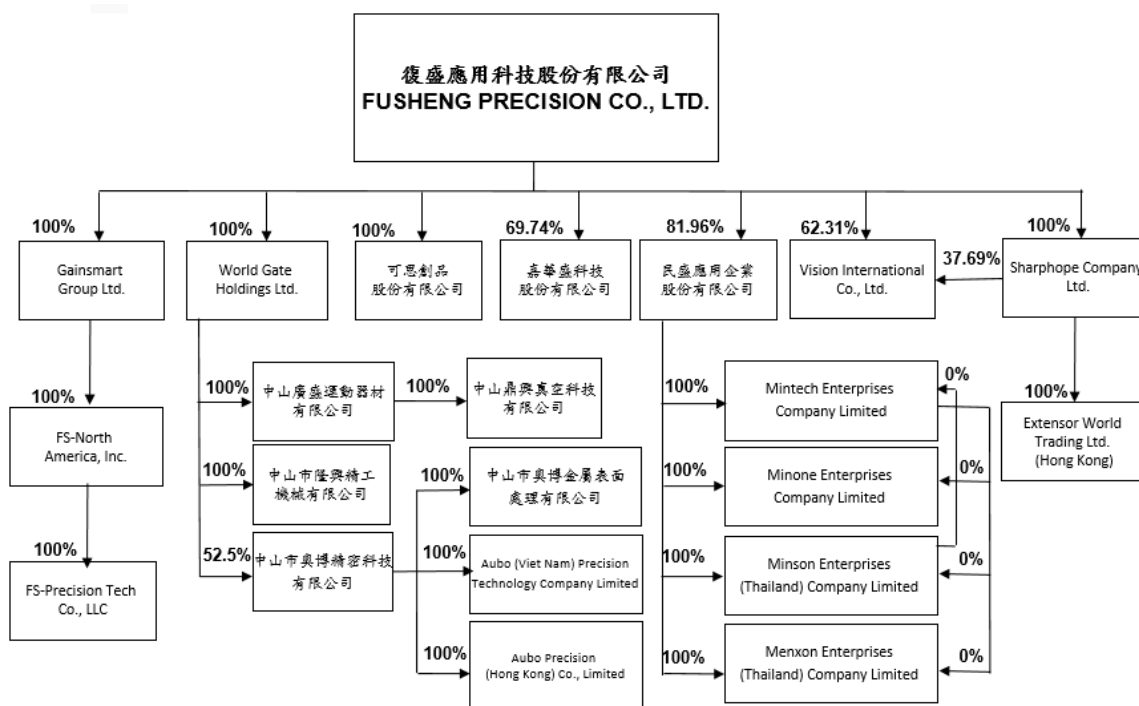 復盛應用科技股份有限公司
FUSHENG PRECISION CO., LTD.
100%
Gainsmart
Group Ltd.
100%
World Gate
Holdings Ltd.
100%
可思創品
股份有限公司
69.74%
嘉華盛科技
股份有限公司
81.96%
民盛應用企業
股份有限公司
62.31%
Vision International
Co., Ltd.
37.69%
100%
Sharphope Company
Ltd.
100%
FS-North
America, Inc.
100%
FS-Precision Tech
Co., LLC
100%
中山廣盛運動器材
有限公司
100%
中山鼎興真空科技
有限公司
100%
中山市隆興精工
機械有限公司
52.5%
中山市奧博精密科技
有限公司
100%
中山市奧博金屬表面
處理有限公司
100%
Aubo (Viet Nam) Precision
Technology Company Limited
100%
Aubo Precision
(Hong Kong) Co., Limited
100%
Mintech Enterprises
Company Limited
0%
100%
Minone Enterprises
Company Limited
0%
100%
Minson Enterprises
(Thailand) Company Limited
0%
100%
Menxon Enterprises
(Thailand) Company Limited
0%
100%
Extensor World
Trading Ltd.
(Hong Kong)